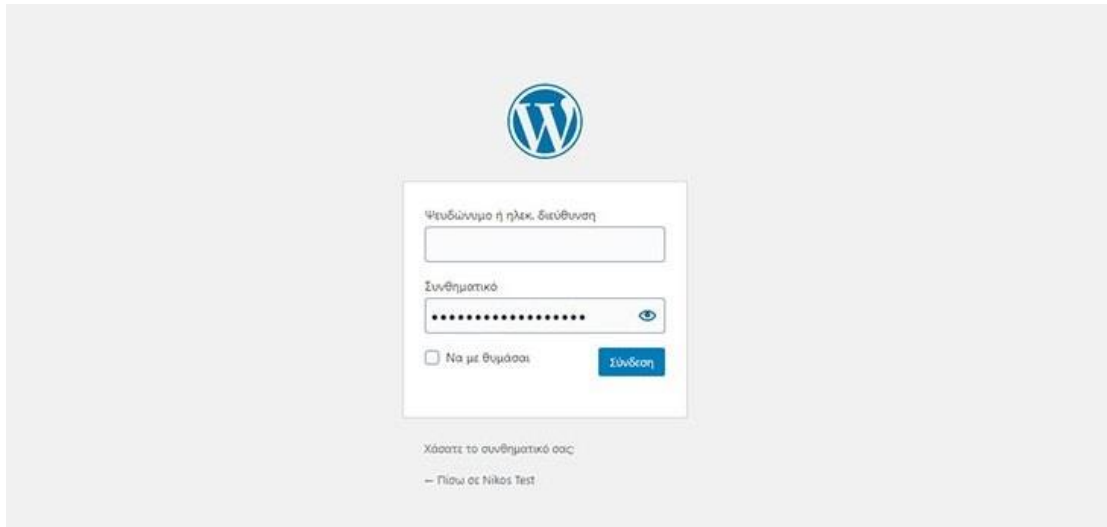 Ψευδώνυμο ή ηλεκ. διεύθυνση
Συνθηματικό
••••••••••••••••••
Να με θυμάσαι
Σύνδεση
Χάσατε το συνθηματικό σας;
← Πίσω σε Nikos Test